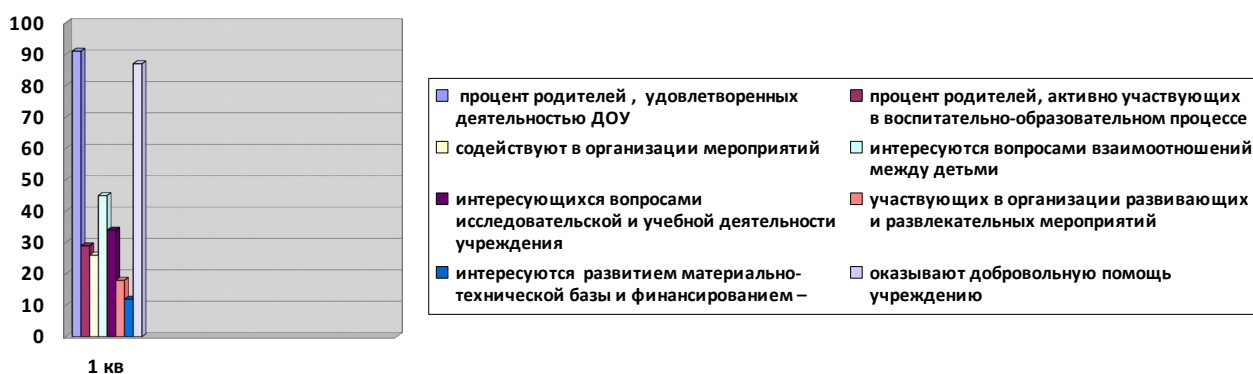 100
90
80
70
60
50
40
30
20
10
0
1 кв
процент родителей , удовлетворенных
деятельностью ДОУ
процент родителей, активно участвующих
в воспитательно-образовательном процессе
содействуют в организации мероприятий
интересуются вопросами взаимоотношений
между детьми
интересующихся вопросами
исследовательской и учебной деятельности
учреждения
участвующих в организации развивающих
и развлекательных мероприятий
интересуются развитием материально-
технической базы и финансированием –
оказывают добровольную помощь
учреждению